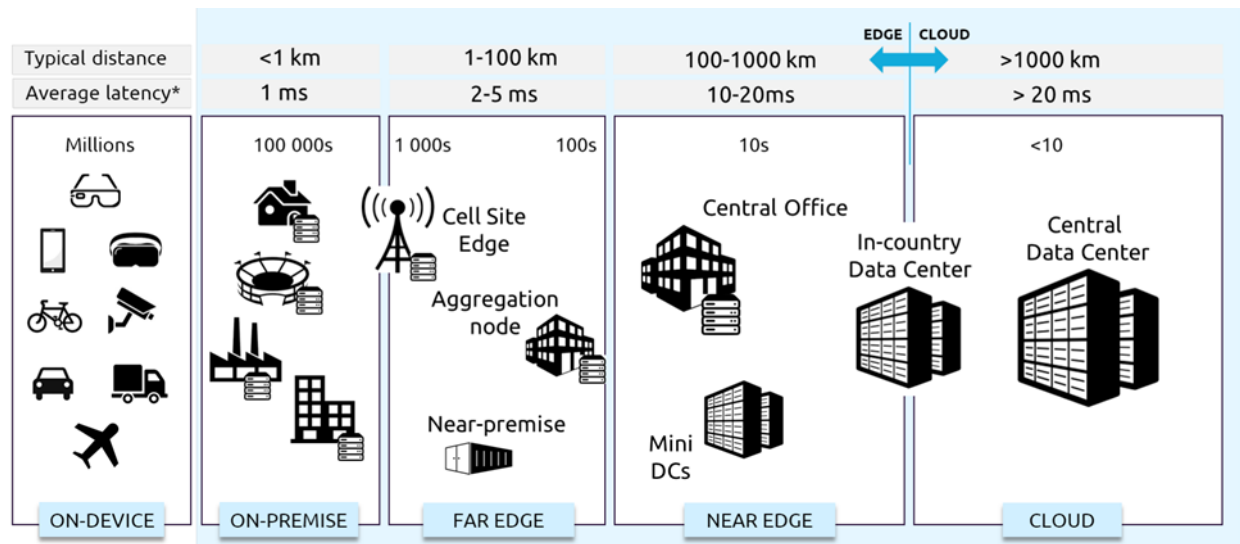 EDGE CLOUD
Typical distance <1 km 1-100 km 100-1000 km >1000 km
Average latency* 1 ms 2-5 ms 10-20ms > 20 ms
Millions 100 000s 1 000s 100s 10s <10
Cell Site
Edge
Aggregation
node
Near-premise
Central Office
Mini
DCs
In-country
Data Center
Central
Data Center
ON-DEVICE ON-PREMISE FAR EDGE NEAR EDGE CLOUD